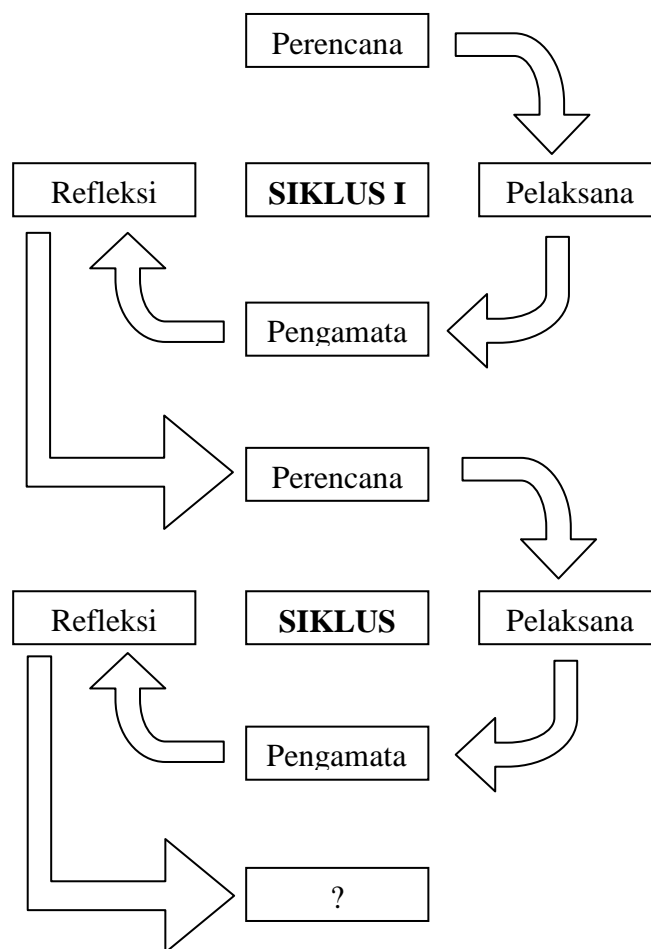 Perencana
Refleksi SIKLUS I Pelaksana
Pengamata
Perencana
Refleksi SIKLUS Pelaksana
Pengamata
?